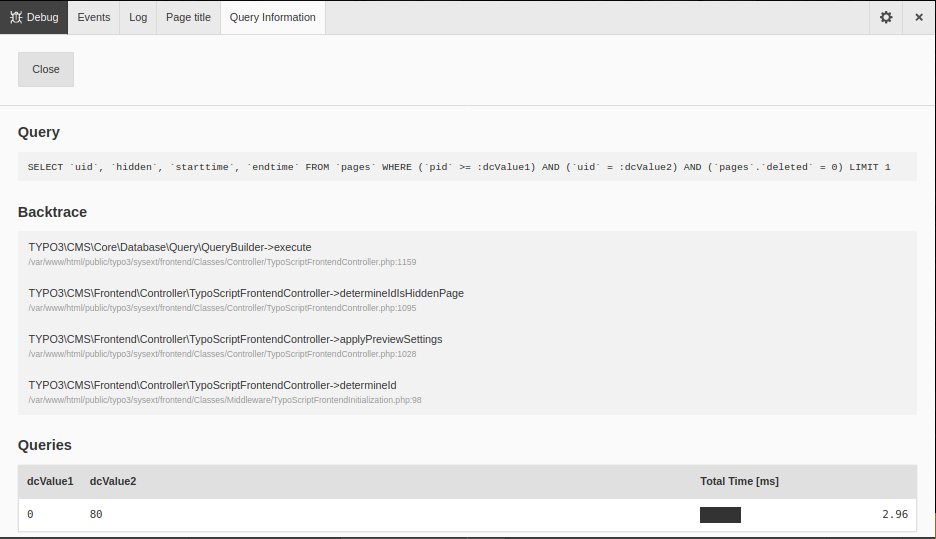 Debug Events Log Page title Query Information
Close
Query
SELECT `uid`, `hidden`, `starttime`, `endtime` FROM `pages` WHERE (`pid` >= :dcValue1) AND (`uid` = :dcValue2) AND (`pages`.`deleted` = 0) LIMIT 1
Backtrace
TYPO3\CMS\Core\Database\Query\QueryBuilder->execute
/var/www/html/public/typo3/sysext/frontend/Classes/Controller/TypoScriptFrontendController.php:1159
TYPO3\CMS\Frontend\Controller\TypoScriptFrontendController->determineIdIsHiddenPage
/var/www/html/public/typo3/sysext/frontend/Classes/Controller/TypoScriptFrontendController.php:1095
TYPO3\CMS\Frontend\Controller\TypoScriptFrontendController->applyPreviewSettings
/var/www/html/public/typo3/sysext/frontend/Classes/Controller/TypoScriptFrontendController.php:1028
TYPO3\CMS\Frontend\Controller\TypoScriptFrontendController->determineId
/var/www/html/public/typo3/sysext/frontend/Classes/Middleware/TypoScriptFrontendInitialization.php:98
Queries
dcValue1 dcValue2 Total Time [ms]
0 80 2.96